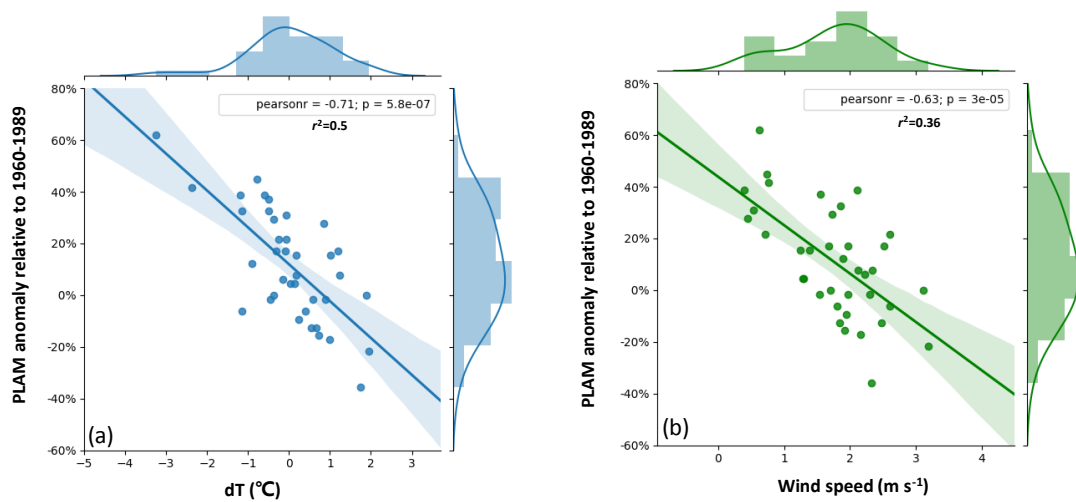 80%
60%
40%
20%
0%
-20%
-40%
-60%
PLAM anomaly relative to 1960-1989
pearsonr = -0.71; p = 5.8e-07
r²=0.5
(a)
-5 -4 -3 -2 -1 0 1 2 3
dT (℃)
80%
60%
40%
20%
0%
-20%
-40%
-60%
PLAM anomaly relative to 1960-1989
pearsonr = -0.63; p = 3e-05
r²=0.36
(b)
0 1 2 3 4
Wind speed (m s⁻¹)